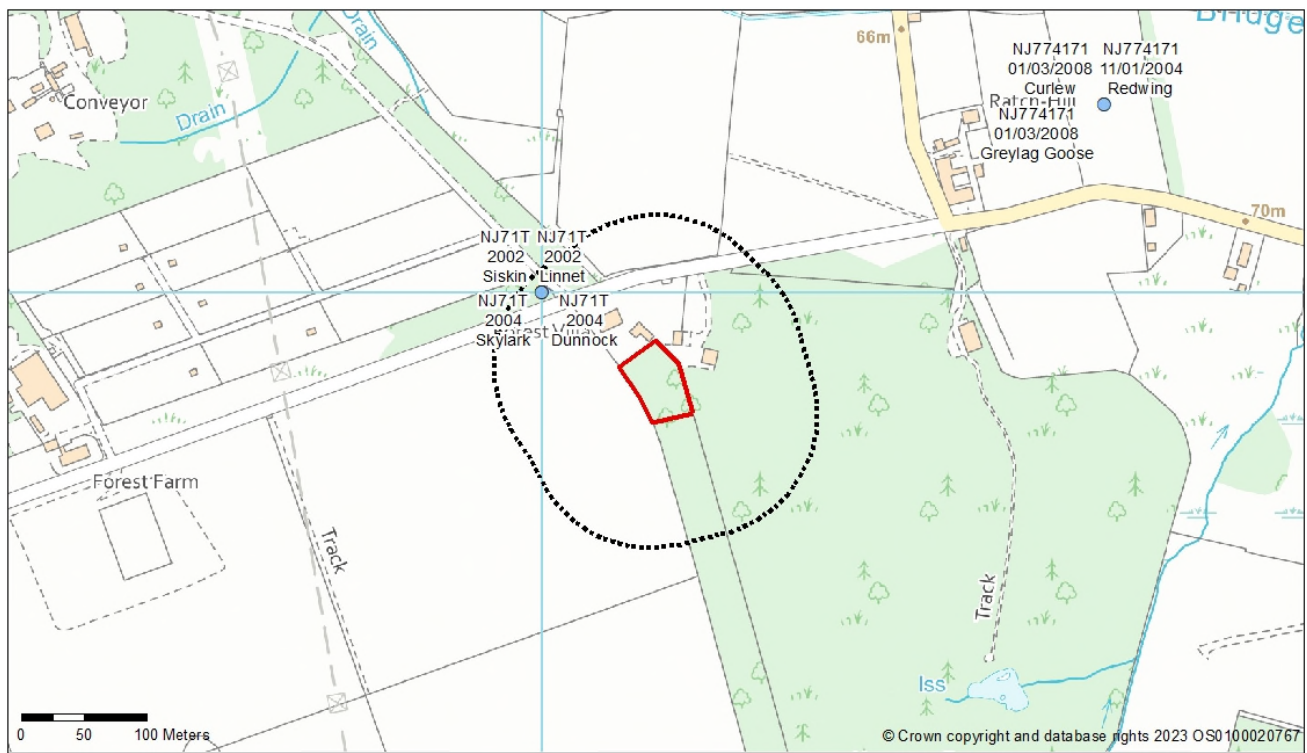 Drain
Bridge
66m
NJ774171
01/03/2008
Curlew
NJ774171
11/01/2004
Redwing
Conveyor
Drain
NJ774171
01/03/2008
Greylag Goose
70m
NJ71T
2002
Siskin
NJ71T
2002
Linnet
NJ71T
2004
Skylark
NJ71T
2004
Dunnock
Forest Farm
Track
Track
Iss
0 50 100 Meters
© Crown copyright and database rights 2023 OS0100020767